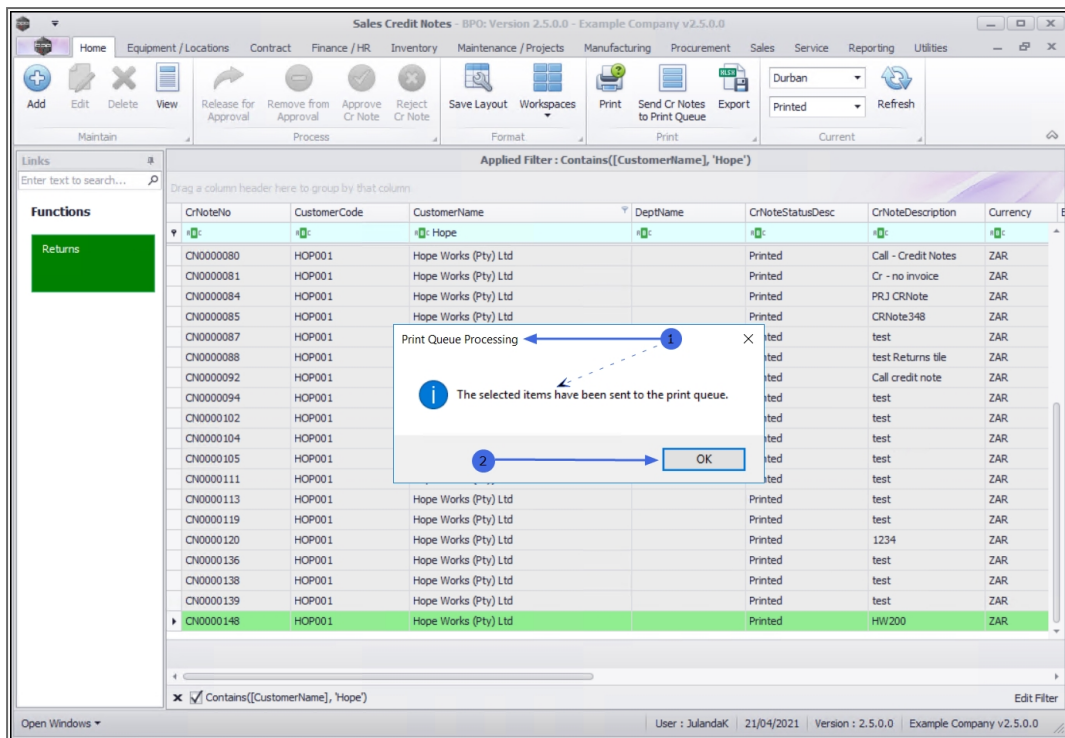 Sales Credit Notes - BPO: Version 2.5.0.0 - Example Company v2.5.0.0
Home Equipment / Locations Contract Finance / HR Inventory Maintenance / Projects Manufacturing Procurement Sales Service Reporting Utilities
Add Edit Delete View Release for Approval Remove from Approval Approve Cr Note Reject Cr Note Save Layout Workspaces Print Send Cr Notes to Print Queue XLSX Export Durban Printed Refresh
Maintain Process Format Print Current
Links
Enter text to search...
Functions
Returns
Applied Filter : Contains([CustomerName], 'Hope')
Drag a column header here to group by that column
CrNoteNo CustomerCode CustomerName DeptName CrNoteStatusDesc CrNoteDescription Currency E
Hope
CN0000080 HOP001 Hope Works (Pty) Ltd Printed Call - Credit Notes ZAR
CN0000081 HOP001 Hope Works (Pty) Ltd Printed Cr - no invoice ZAR
CN0000084 HOP001 Hope Works (Pty) Ltd Printed PRJ CRNote ZAR
CN0000085 HOP001 Hope Works (Pty) Ltd Printed CRNote348 ZAR
CN0000087 HOP001 nted test ZAR
CN0000088 HOP001 nted test Returns tile ZAR
CN0000092 HOP001 nted Call credit note ZAR
CN0000094 HOP001 nted test ZAR
CN0000102 HOP001 nted test ZAR
CN0000104 HOP001 nted test ZAR
CN0000105 HOP001 nted test ZAR
CN0000111 HOP001 nted test ZAR
CN0000113 HOP001 Hope Works (Pty) Ltd Printed test ZAR
CN0000119 HOP001 Hope Works (Pty) Ltd Printed test ZAR
CN0000120 HOP001 Hope Works (Pty) Ltd Printed 1234 ZAR
CN0000136 HOP001 Hope Works (Pty) Ltd Printed test ZAR
CN0000138 HOP001 Hope Works (Pty) Ltd Printed test ZAR
CN0000139 HOP001 Hope Works (Pty) Ltd Printed test ZAR
CN0000148 HOP001 Hope Works (Pty) Ltd Printed HW200 ZAR
Print Queue Processing 1
The selected items have been sent to the print queue.
2 OK
Contains([CustomerName], 'Hope') Edit Filter
Open Windows User : JulandaK 21/04/2021 Version : 2.5.0.0 Example Company v2.5.0.0